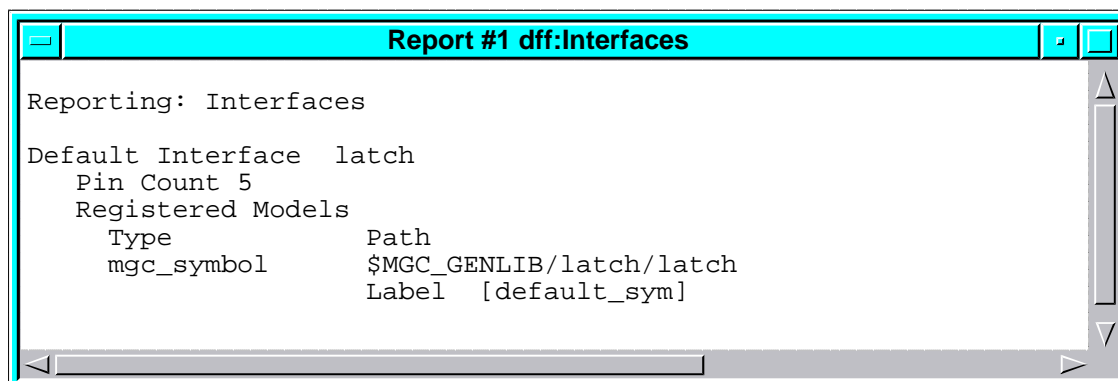 Report #1 dff:Interfaces
Reporting: Interfaces
Default Interface  latch
Pin Count 5
Registered Models
Type            Path
mgc_symbol      $MGC_GENLIB/latch/latch
Label  [default_sym]